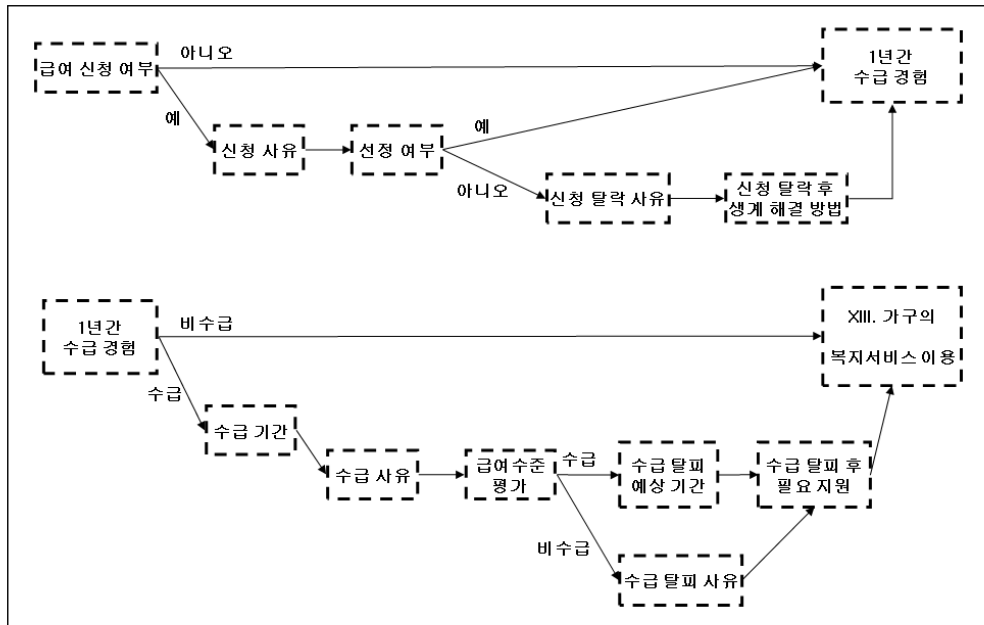 급여 신청 여부
아니오
1년간
수급 경험
예
신청 사유
선정 여부
예
아니오
신청 탈락 사유
신청 탈락 후
생계 해결 방법
1년간
수급 경험
비수급
XIII. 가구의
복지서비스 이용
수급
수급 기간
수급 사유
급여 수준
평가
수급
수급 탈피
예상 기간
수급 탈피 후
필요 지원
비수급
수급 탈피 사유